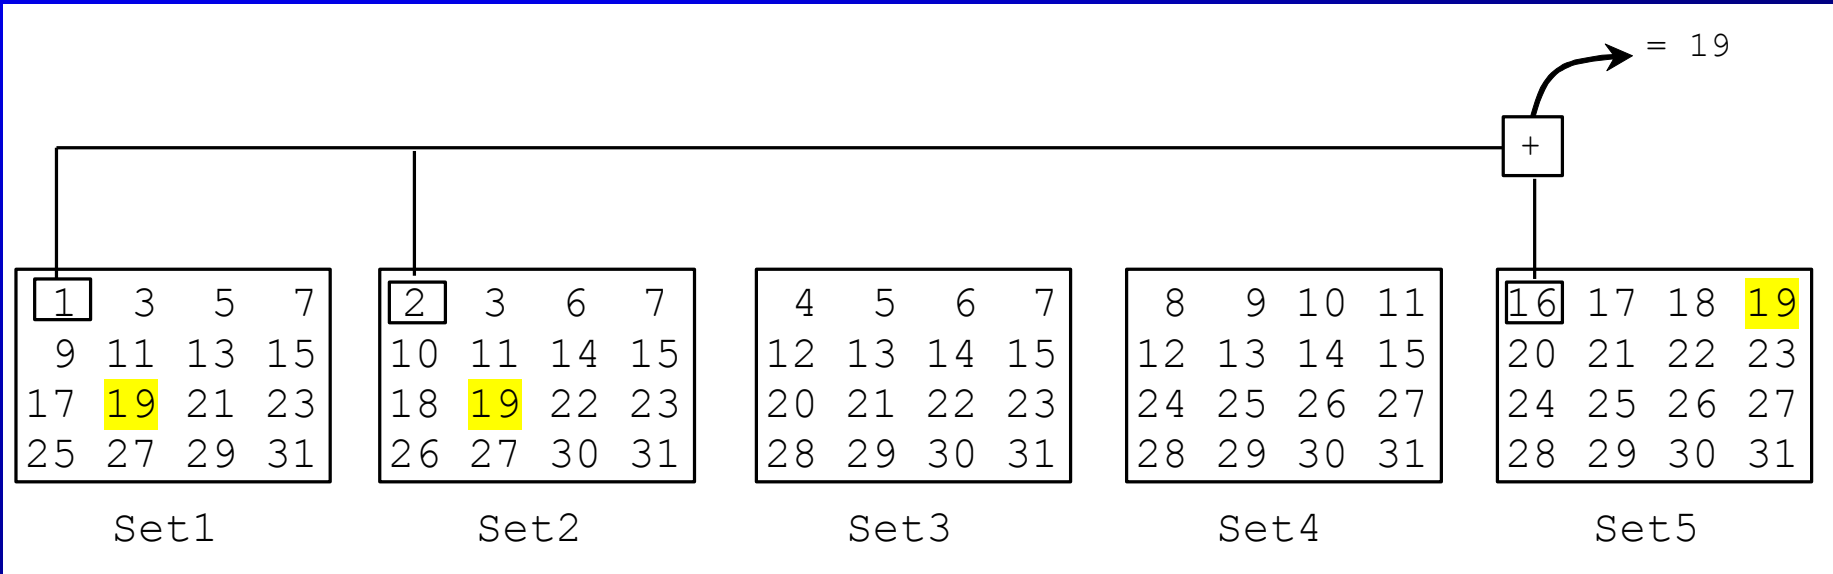 = 19
+
1 3 5 7
9 11 13 15
17 19 21 23
25 27 29 31
Set1
2 3 6 7
10 11 14 15
18 19 22 23
26 27 30 31
Set2
4 5 6 7
12 13 14 15
20 21 22 23
28 29 30 31
Set3
8 9 10 11
12 13 14 15
24 25 26 27
28 29 30 31
Set4
16 17 18 19
20 21 22 23
24 25 26 27
28 29 30 31
Set5